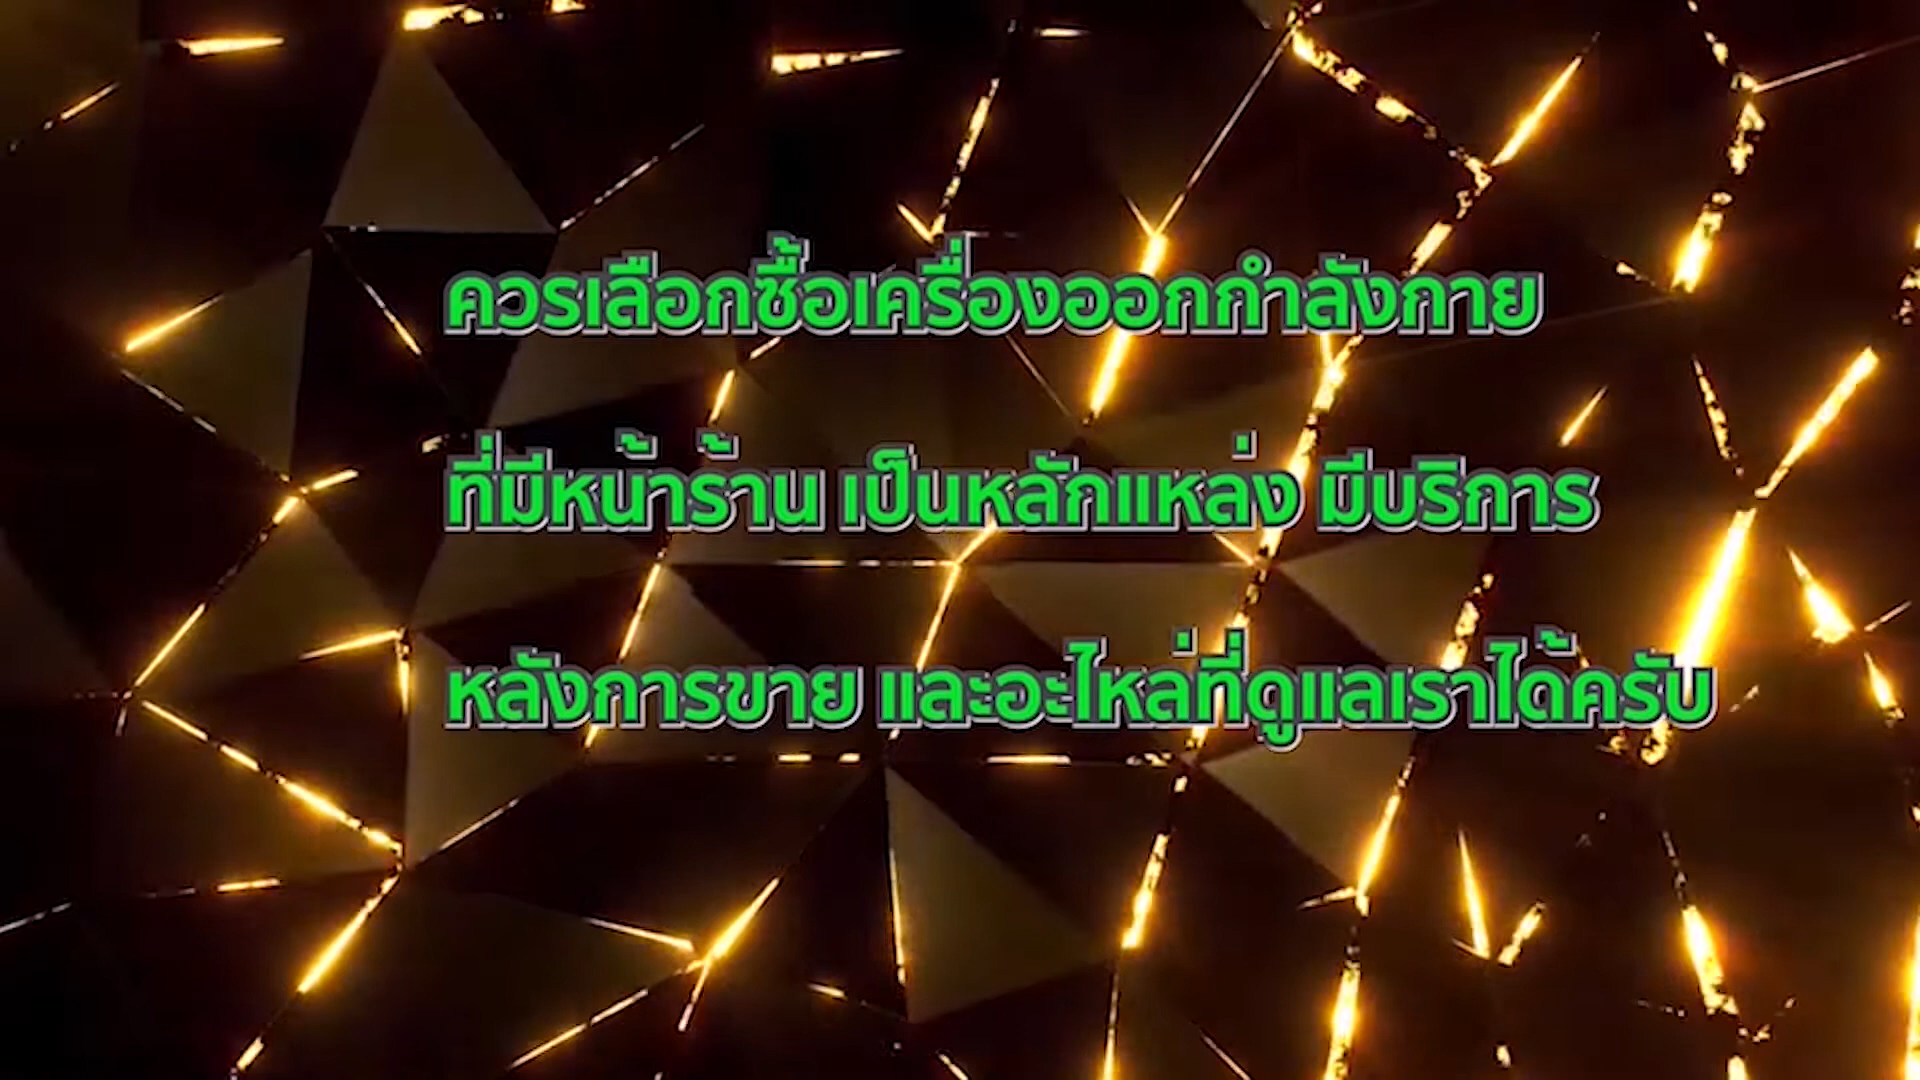 ควรเลือกซื้อเครื่องออกกำลังกาย
ที่มีหน้าร้าน เป็นหลักแหล่ง มีบริการ
หลังการขาย และอะไหล่ที่ดูแลเราได้ครับ